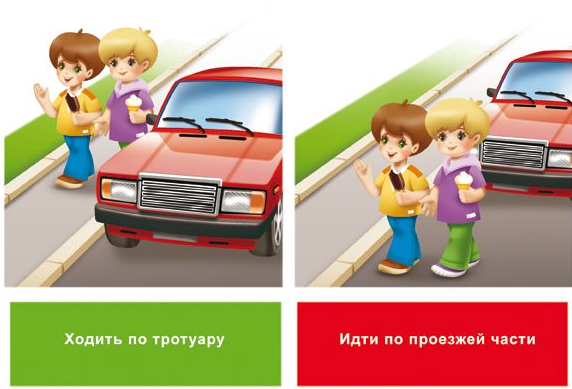 Ходить по тротуару
Идти по проезжей части